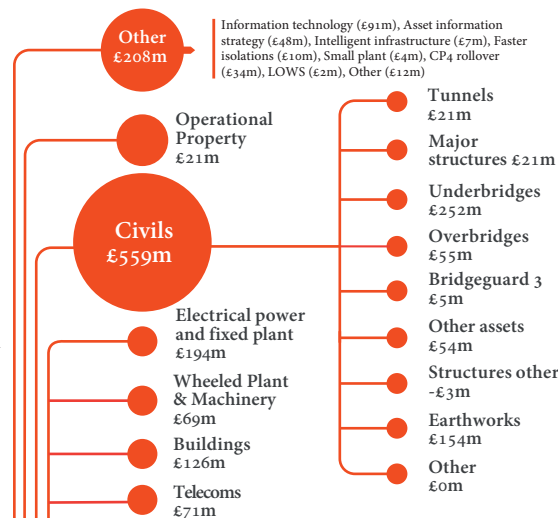 Other
£208m
Information technology (£91m), Asset information
strategy (£48m), Intelligent infrastructure (£7m), Faster
isolations (£10m), Small plant (£4m), CP4 rollover
(£34m), LOWS (£2m), Other (£12m)
Operational
Property
£21m
Civils
£559m
Electrical power
and fixed plant
£194m
Wheeled Plant
& Machinery
£69m
Buildings
£126m
Telecoms
£71m
Tunnels
£21m
Major
structures £21m
Underbridges
£252m
Overbridges
£55m
Bridgeguard 3
£5m
Other assets
£54m
Structures other
-£3m
Earthworks
£154m
Other
£0m